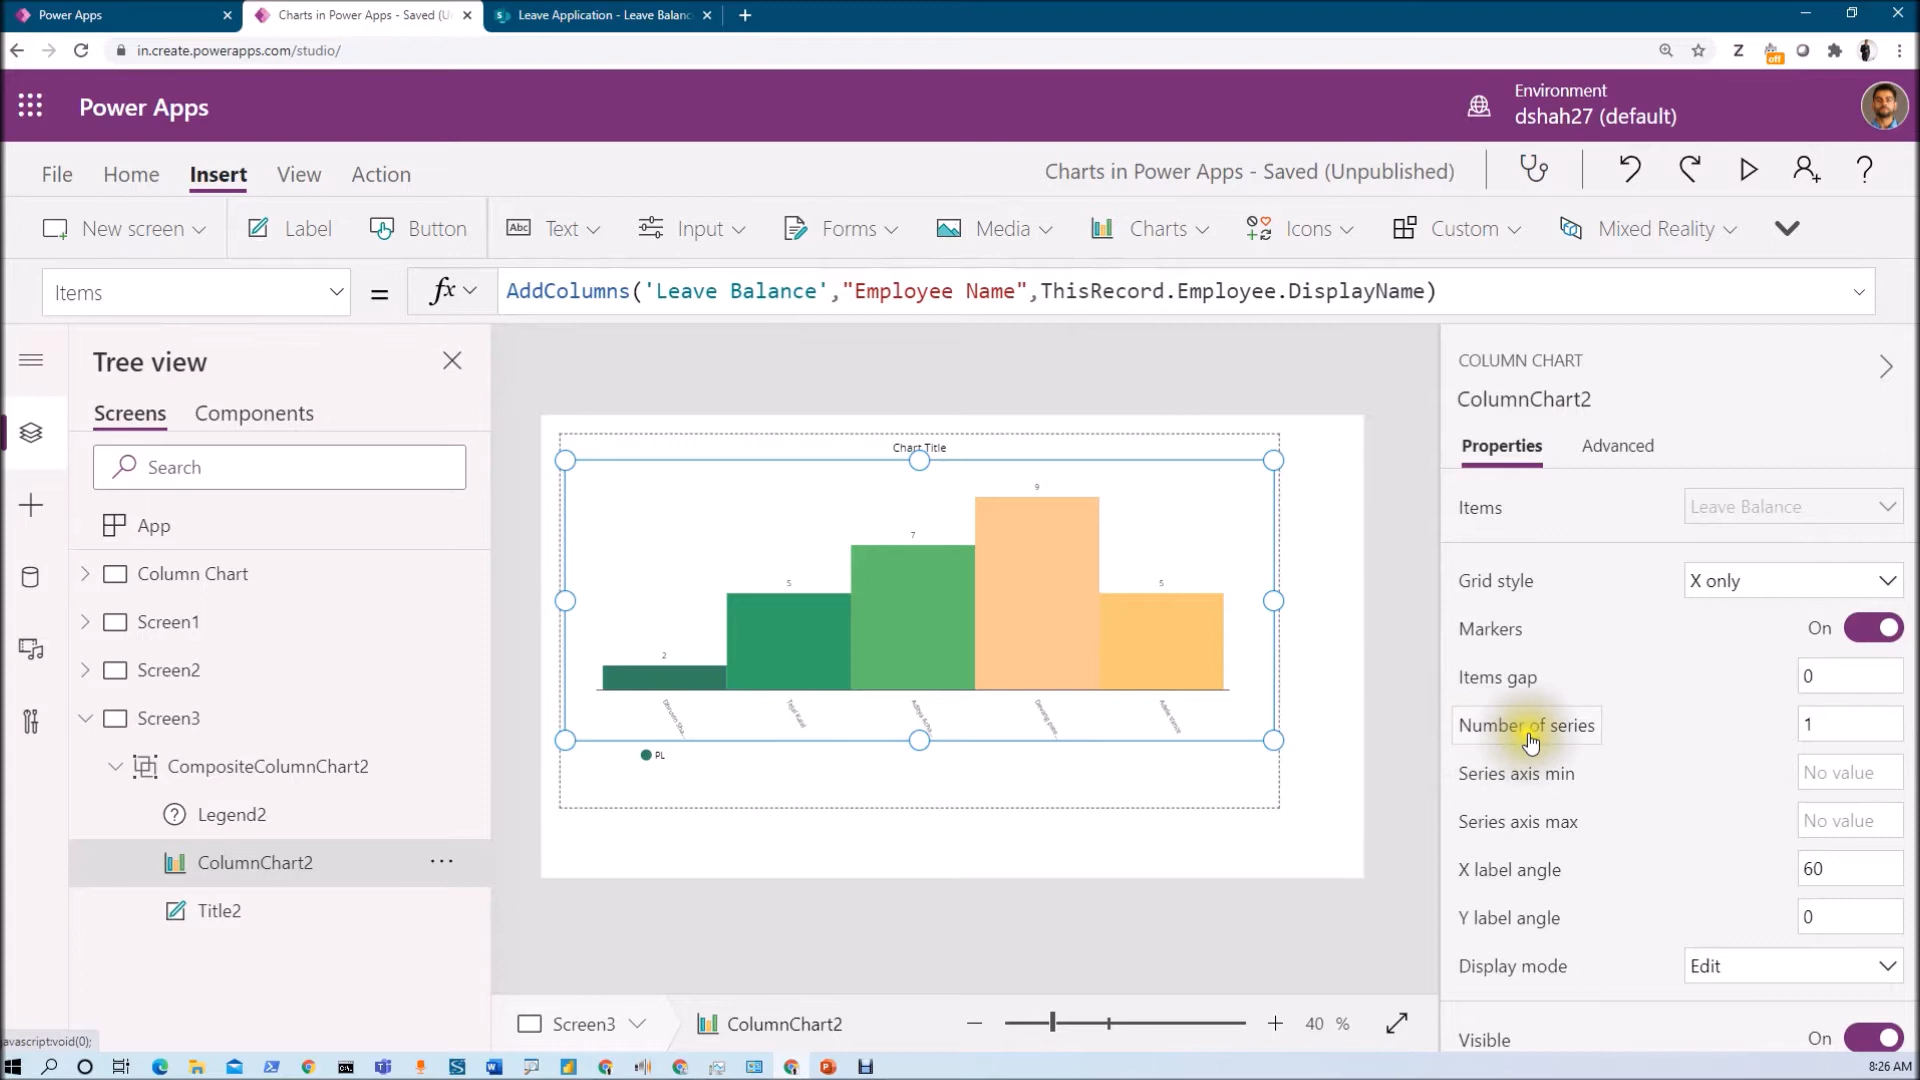 Power Apps
Charts in Power Apps - Saved (U
Leave Application - Leave Balanc
in.create.powerapps.com/studio/
Z
off
Power Apps
Environment
dshah27 (default)
File
Home
Insert
View
Action
Charts in Power Apps - Saved (Unpublished)
New screen
Label
Button
Abc
Text
Input
Forms
Media
Charts
Icons
Custom
Mixed Reality
Items
=
fx
AddColumns('Leave Balance',"Employee Name",ThisRecord.Employee.DisplayName)
Tree view
Screens
Components
Search
App
Column Chart
Screen1
Screen2
Screen3
CompositeColumnChart2
Legend2
ColumnChart2
...
Title2
Chart Title
2
5
7
9
5
Adele Vance
PL
COLUMN CHART
ColumnChart2
Properties
Advanced
Items
Leave Balance
Grid style
X only
Markers
On
Items gap
0
Number of series
1
Series axis min
No value
Series axis max
No value
X label angle
60
Y label angle
0
Display mode
Edit
Visible
On
Screen3
ColumnChart2
40 %
javascript:void(0);
8:26 AM